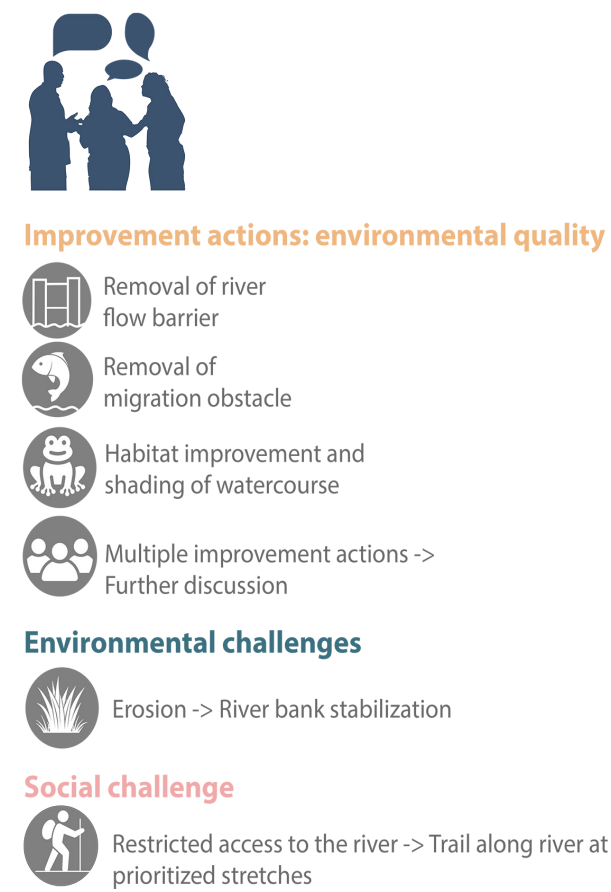 Improvement actions: environmental quality
Removal of river
flow barrier
Removal of
migration obstacle
Habitat improvement and
shading of watercourse
Multiple improvement actions ->
Further discussion
Environmental challenges
Erosion -> River bank stabilization
Social challenge
Restricted access to the river -> Trail along river at
prioritized stretches